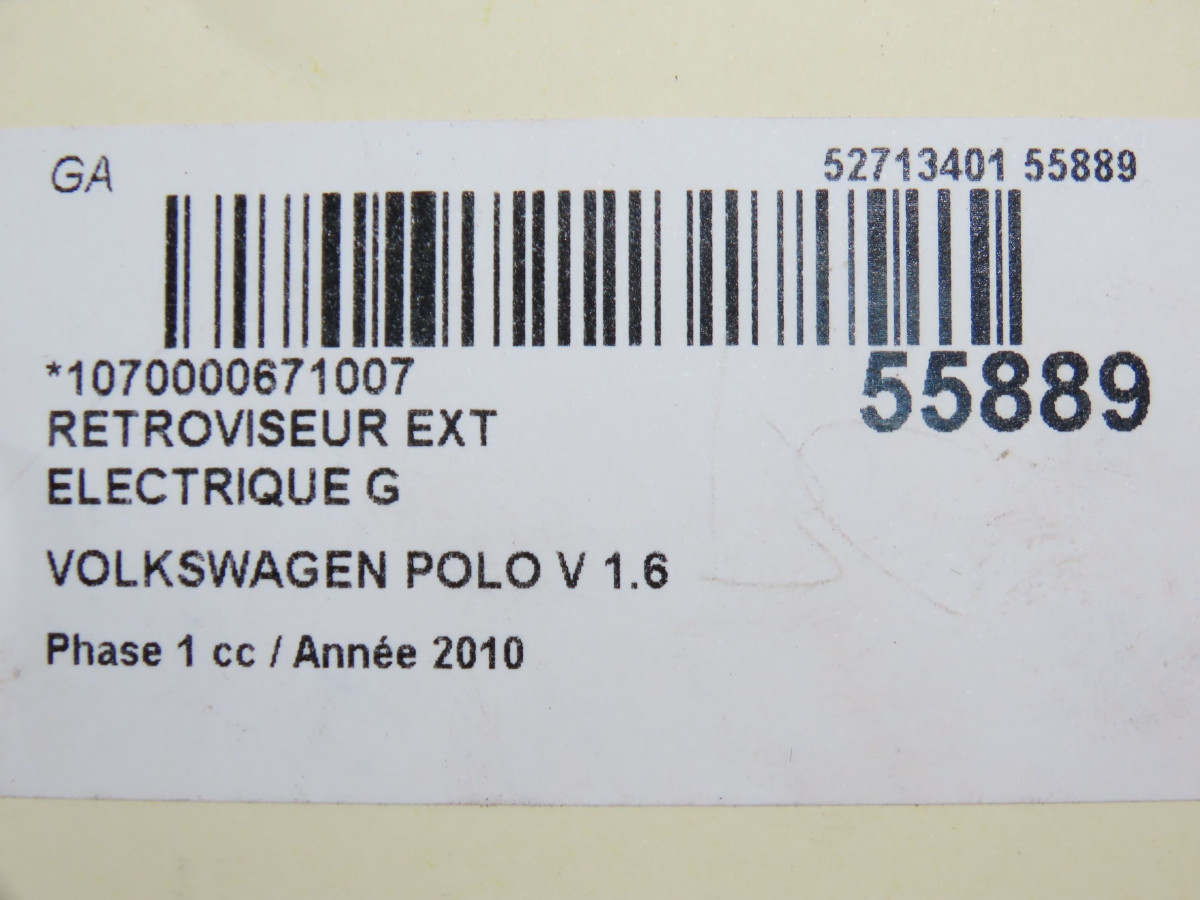 GA
52713401 55889
*1070000671007
55889
RETROVISEUR EXT
ELECTRIQUE G
VOLKSWAGEN POLO V 1.6
Phase 1 cc / Année 2010